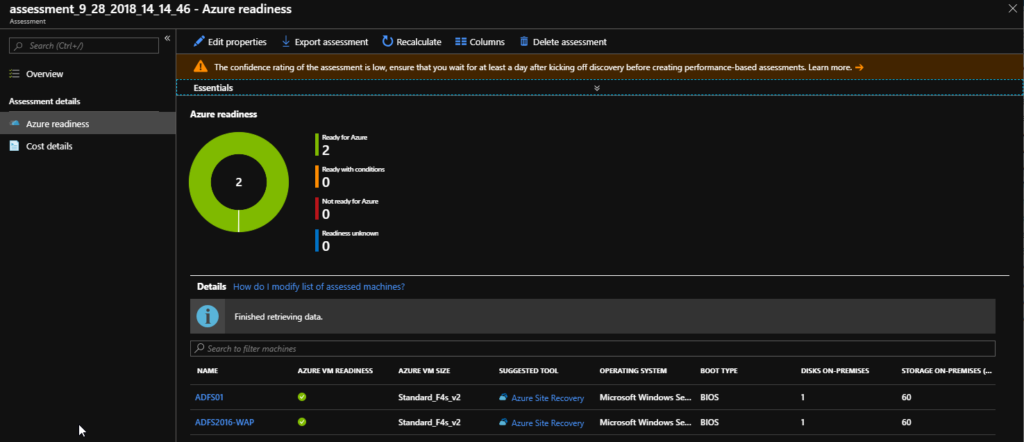 assessment_9_28_2018_14_14_46 - Azure readiness
Assessment
Search (Ctrl+/)
Overview
Assessment details
Azure readiness
Cost details
Edit properties Export assessment Recalculate Columns Delete assessment
The confidence rating of the assessment is low, ensure that you wait for at least a day after kicking off discovery before creating performance-based assessments. Learn more.
Essentials
Azure readiness
2
Ready for Azure
2
Ready with conditions
0
Not ready for Azure
0
Readiness unknown
0
Details How do I modify list of assessed machines?
Finished retrieving data.
Search to filter machines
NAME AZURE VM READINESS AZURE VM SIZE SUGGESTED TOOL OPERATING SYSTEM BOOT TYPE DISKS ON-PREMISES STORAGE ON-PREMISES (...
ADFS01 Standard_F4s_v2 Azure Site Recovery Microsoft Windows Se... BIOS 1 60
ADFS2016-WAP Standard_F4s_v2 Azure Site Recovery Microsoft Windows Se... BIOS 1 60